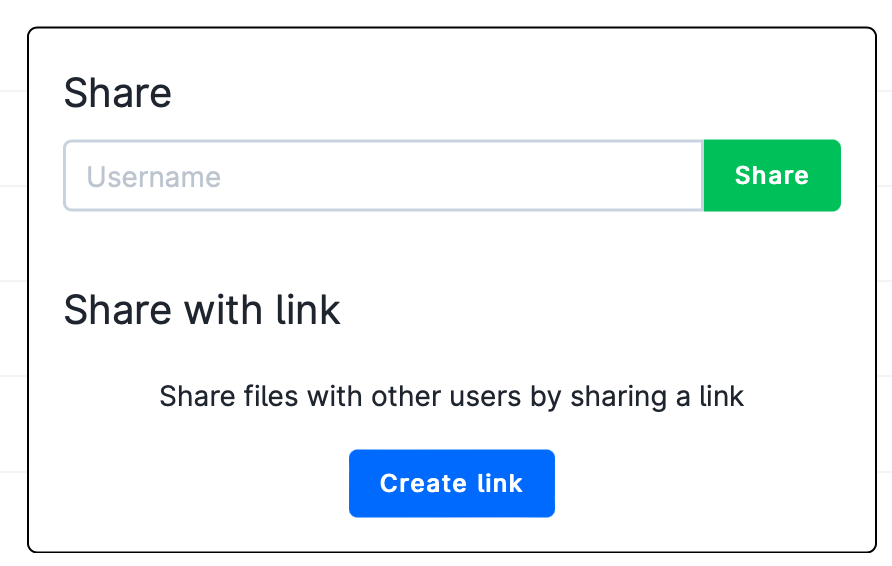 Share
Username
Share
Share with link
Share files with other users by sharing a link
Create link